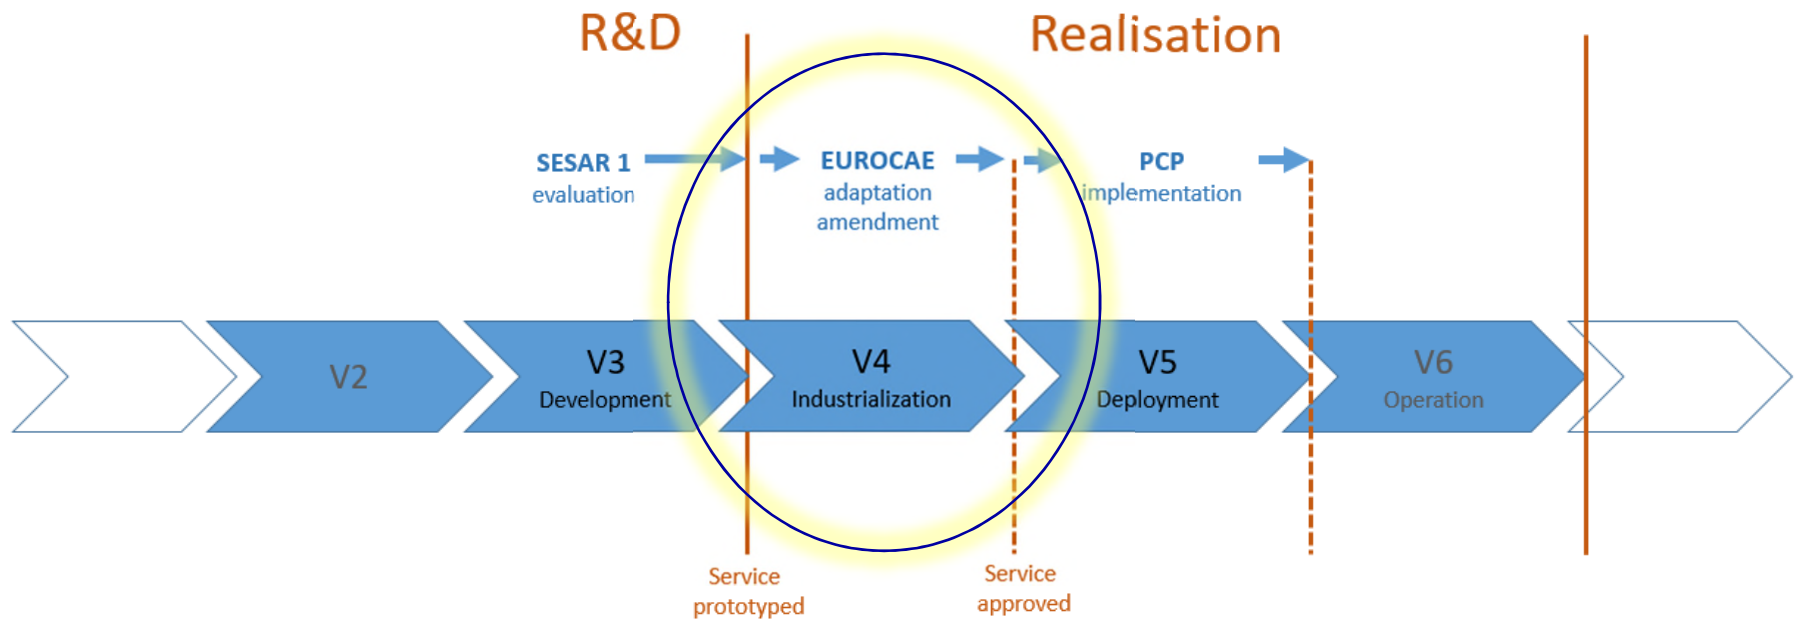 R&D
Realisation
SESAR 1
evaluation
EUROCAE
adaptation
amendment
PCP
implementation
V2
V3
Development
V4
Industrialization
V5
Deployment
V6
Operation
Service
prototyped
Service
approved